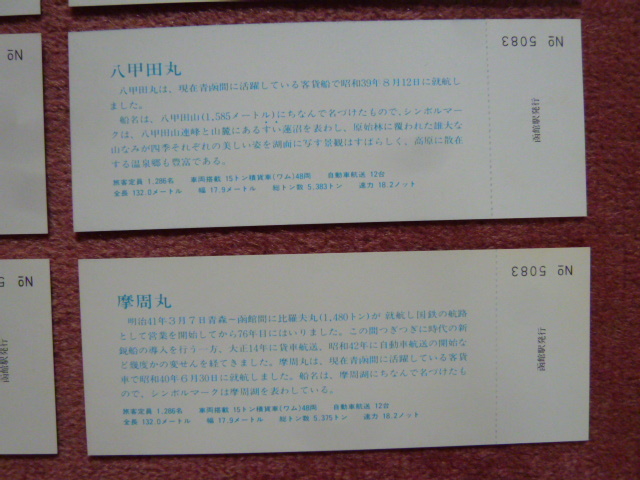 No
八甲田丸
八甲田丸は、現在青函間に活躍している客貨船で昭和39年8月12日に就航し
ました。
船名は、八甲田山(1,585メートル)にちなんで名づけたもので、シンボルマー
クは、八甲田山連峰と山麓にあるすい蓮沼を表わし、原始林に覆われた雄大な
山なみが四季それぞれの美しい姿を湖面に写す景観はすばらしく、高原に散在
する温泉郷も豊富である。
旅客定員 1,286名 車両搭載 15トン積貨車(ワム)48両 自動車航送 12台
全長 132.0メートル 幅 17.9メートル 総トン数 5,383トン 速力 18.2ノット
No 5083
函館駅発行
No 5
函館駅発行
摩周丸
明治41年3月7日青森−函館間に比羅夫丸(1,480トン)が 就航し国鉄の航路
として営業を開始してから76年目にはいりました。この間つぎつぎに時代の新
鋭船の導入を行う一方、大正14年に貨車航送、昭和42年に自動車航送の開始な
ど幾度かの変せんを経てきました。摩周丸は、現在青函間に活躍している客貨
車で昭和40年6月30日に就航しました。船名は、摩周湖にちなんで名づけたも
ので、シンボルマークは摩周湖を表わしている。
旅客定員 1,286名 車両搭載 15トン積貨車(ワム)48両 自動車航送 12台
全長 132.0メートル 幅 17.9メートル 総トン数 5,375トン 速力 18.2ノット
No 5083
函館駅発行